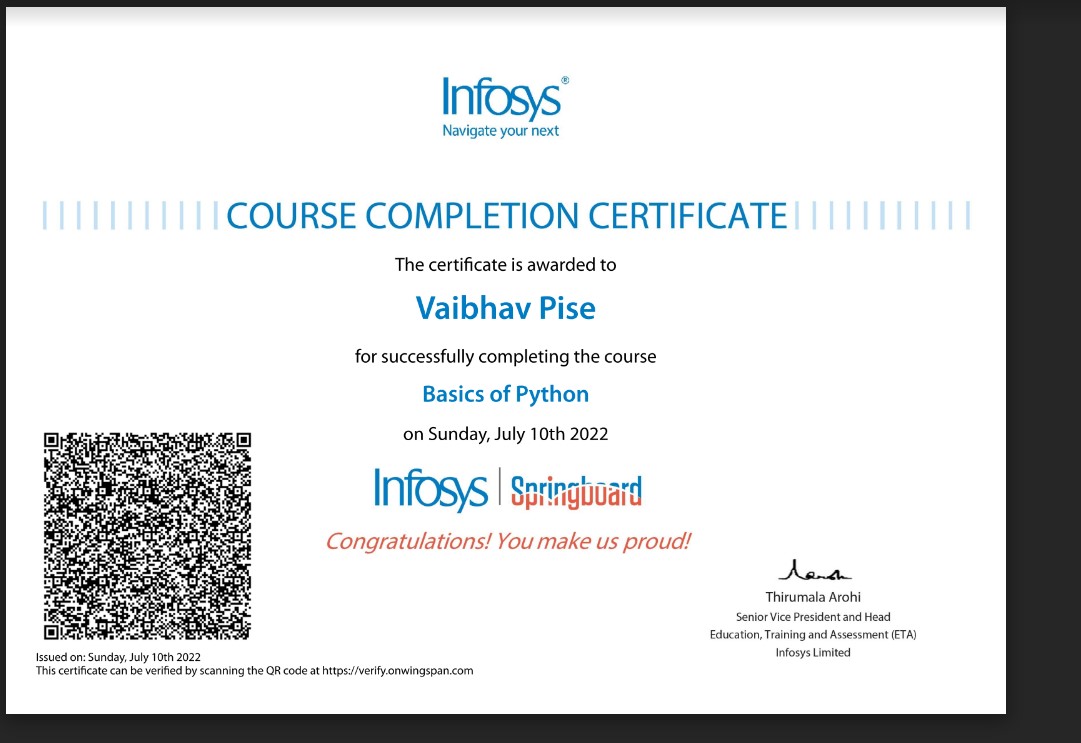 Infosys®
Navigate your next
COURSE COMPLETION CERTIFICATE
The certificate is awarded to
Vaibhav Pise
for successfully completing the course
Basics of Python
on Sunday, July 10th 2022
Infosys | Springboard
Congratulations! You make us proud!
Thirumala Arohi
Senior Vice President and Head
Education, Training and Assessment (ETA)
Infosys Limited
Issued on: Sunday, July 10th 2022
This certificate can be verified by scanning the QR code at https://verify.onwingspan.com